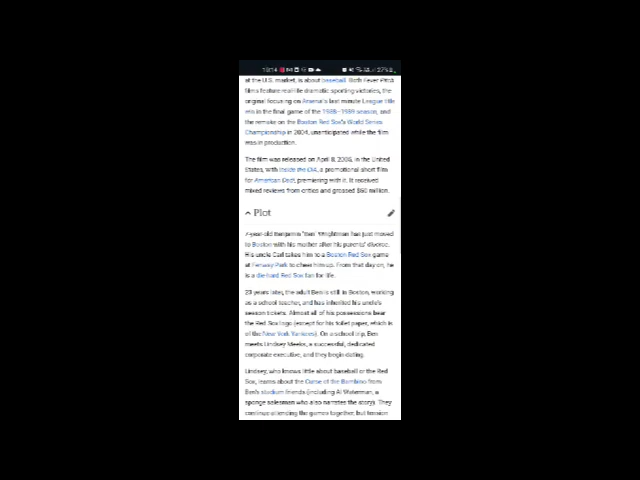 at the U.S. market, is about baseball. Both Fever Pitch
films feature real-life dramatic sporting victories, the
original focusing on Arsenal's last minute League title
win in the final game of the 1988–1989 season, and
the remake on the Boston Red Sox's World Series
Championship in 2004, unanticipated while the film
was in production.
The film was released on April 8, 2005, in the United
States, with Inside the CIA, a promotional short film
for American Dad!, premiering with it. It received
mixed reviews from critics and grossed $50 million.
Plot
7-year-old Benjamin "Ben" Wrightman has just moved
to Boston with his mother after his parents' divorce.
His uncle Carl takes him to a Boston Red Sox game
at Fenway Park to cheer him up. From that day on, he
is a die-hard Red Sox fan for life.
23 years later, the adult Ben is still in Boston, working
as a school teacher, and has inherited his uncle's
season tickets. Almost all of his possessions bear
the Red Sox logo (except for his toilet paper, which is
of the New York Yankees). On a school trip, Ben
meets Lindsey Meeks, a successful, dedicated
corporate executive, and they begin dating.
Lindsey, who knows little about baseball or the Red
Sox, learns about the Curse of the Bambino from
Ben's stadium friends (including Al Waterman, a
sponge salesman who also narrates the story). They
continue attending the games together, but tension